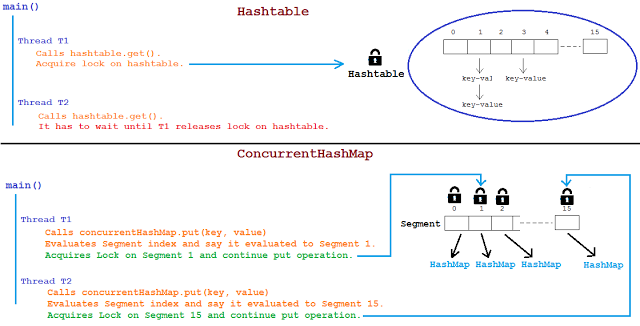 main()
Hashtable
Thread T1
Calls hashtable.get().
Acquire lock on hashtable.
Hashtable
0 1 2 3 4 15
key-val key-value
key-value
Thread T2
Calls hashtable.get().
It has to wait until T1 releases lock on hashtable.
ConcurrentHashMap
main()
0 1 2 15
Segment
Thread T1
Calls concurrentHashMap.put(key, value)
Evaluates Segment index and say it evaluated to Segment 1.
Acquires Lock on Segment 1 and continue put operation.
HashMap HashMap HashMap HashMap
Thread T2
Calls concurrentHashMap.put(key, value)
Evaluates Segment index and say it evaluated to Segment 15.
Acquires Lock on Segment 15 and continue put operation.